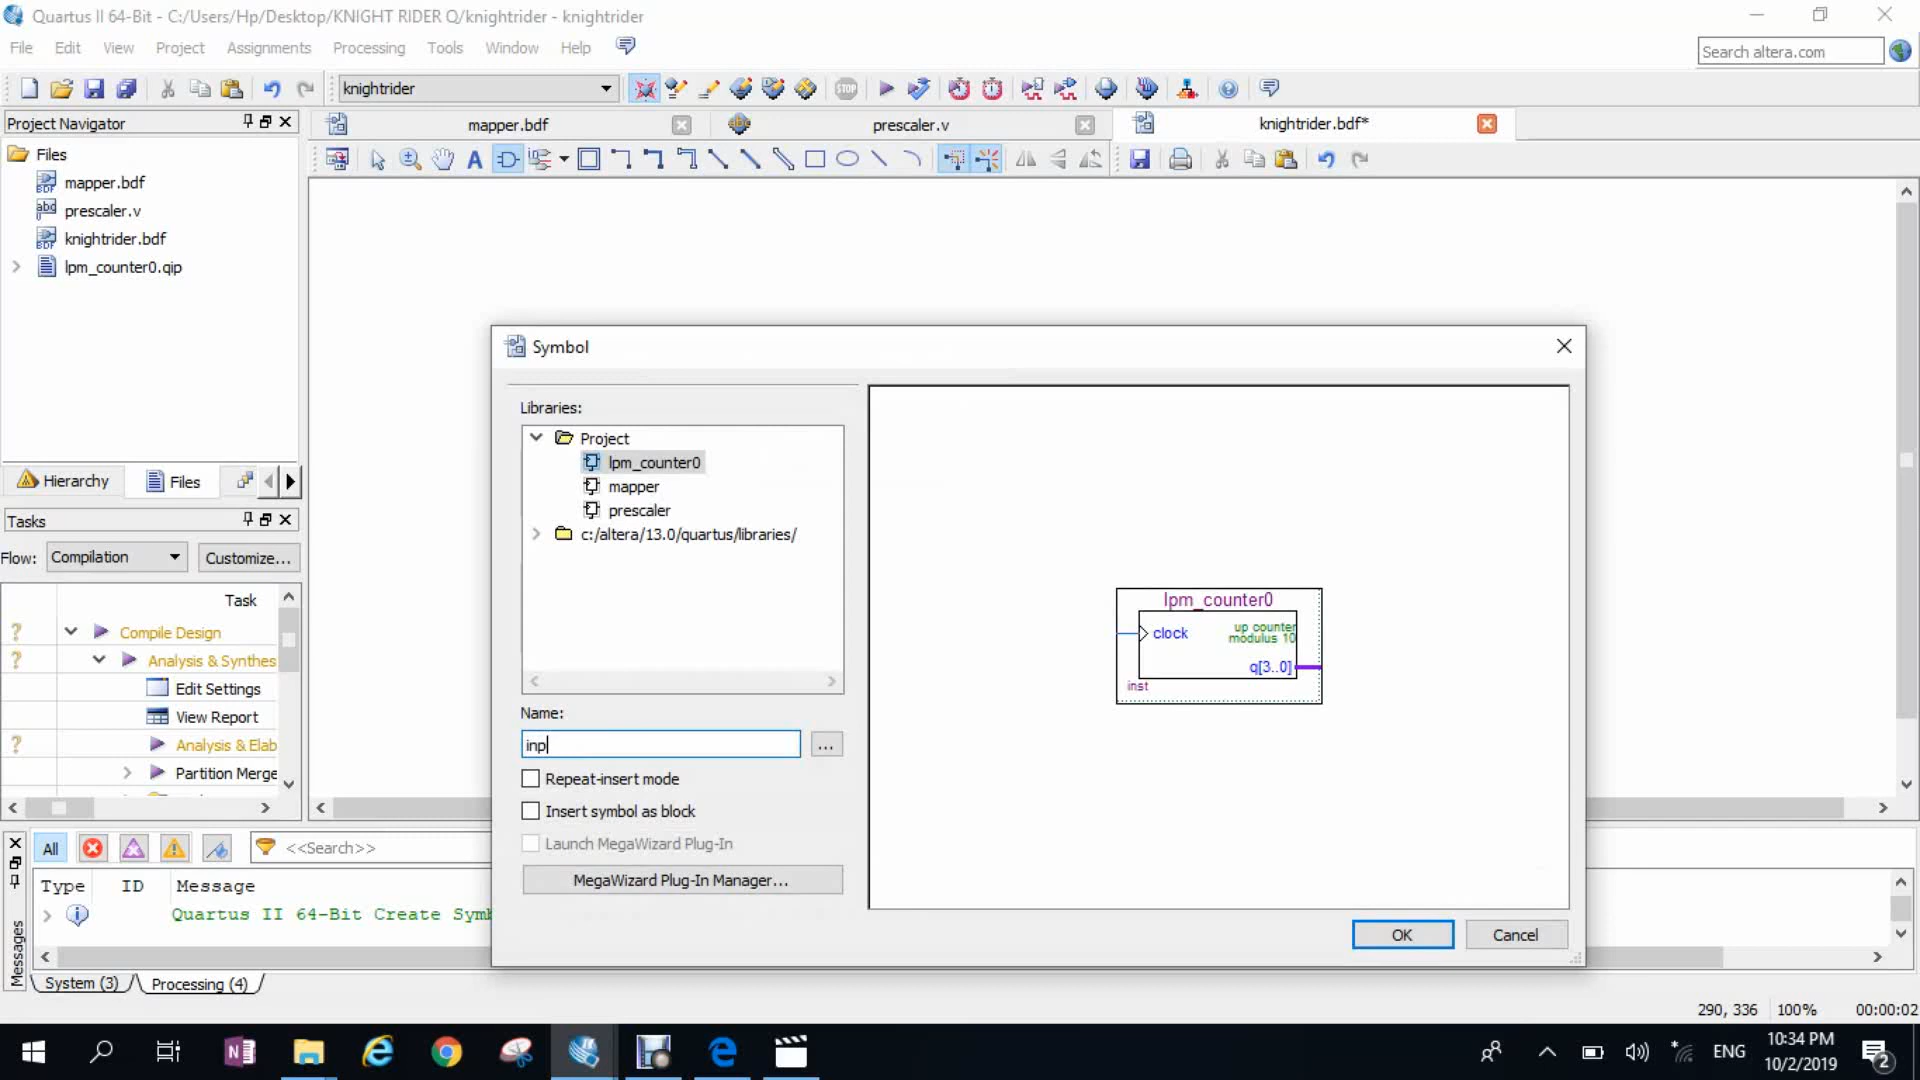 Quartus II 64-Bit - C:/Users/Hp/Desktop/KNIGHT RIDER Q/knightrider - knightrider
File Edit View Project Assignments Processing Tools Window Help
Search altera.com
knightrider
STOP
Project Navigator
mapper.bdf
prescaler.v
knightrider.bdf*
Files
mapper.bdf
prescaler.v
knightrider.bdf
lpm_counter0.qip
Hierarchy
Files
Tasks
Flow: Compilation
Customize...
Task
Compile Design
Analysis & Synthes
Edit Settings
View Report
Analysis & Elab
Partition Merge
Symbol
Libraries:
Project
lpm_counter0
mapper
prescaler
c:/altera/13.0/quartus/libraries/
Name:
inp
...
Repeat-insert mode
Insert symbol as block
Launch MegaWizard Plug-In
MegaWizard Plug-In Manager...
lpm_counter0
clock
up counter
modulus 10
q[3..0]
inst
OK
Cancel
All
<<Search>>
Type ID Message
Quartus II 64-Bit Create Symb
Messages
System (3)
Processing (4)
290, 336
100%
00:00:02
ENG
10:34 PM
10/2/2019
2